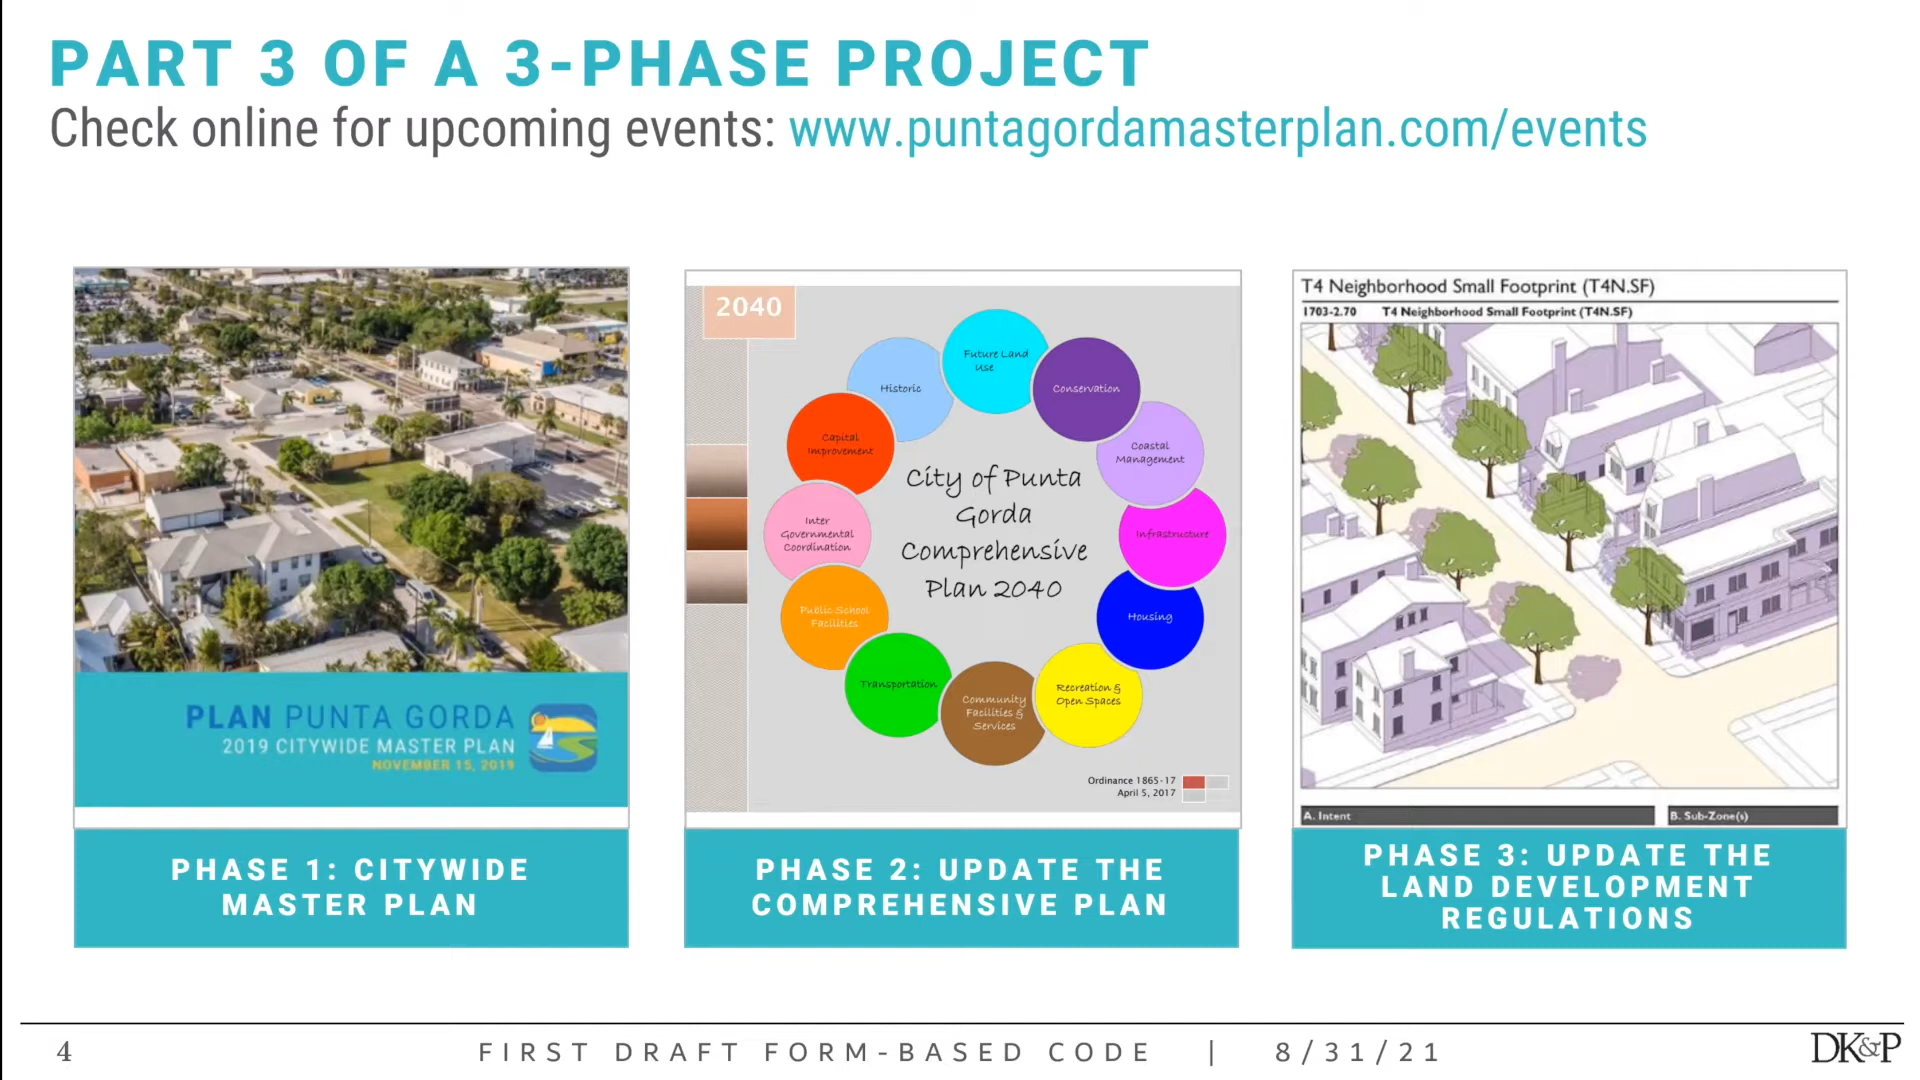 PART 3 OF A 3-PHASE PROJECT
Check online for upcoming events: www.puntagordamasterplan.com/events
PLAN PUNTA GORDA
2019 CITYWIDE MASTER PLAN
NOVEMBER 15, 2019
PHASE 1: CITYWIDE
MASTER PLAN
2040
Future Land
Use
Conservation
Coastal
Management
Infrastructure
Housing
Recreation &
Open Spaces
Community
Facilities &
Services
Transportation
Public School
Facilities
Inter
Governmental
Coordination
Capital
Improvement
Historic
City of Punta
Gorda
Comprehensive
Plan 2040
Ordinance 1865-17
April 5, 2017
PHASE 2: UPDATE THE
COMPREHENSIVE PLAN
T4 Neighborhood Small Footprint (T4N.SF)
1703-2.70 T4 Neighborhood Small Footprint (T4N.SF)
A. Intent
B. Sub-Zone(s)
PHASE 3: UPDATE THE
LAND DEVELOPMENT
REGULATIONS
4
FIRST DRAFT FORM-BASED CODE | 8/31/21
DK&P